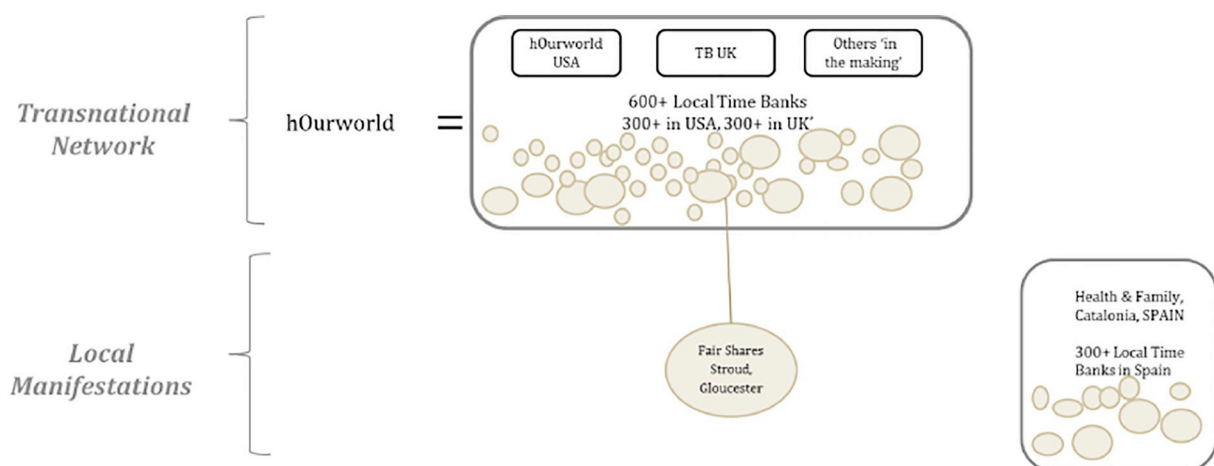 Transnational
Network
hOurworld
=
hOurworld
USA
TB UK
Others ‘in
the making’
600+ Local Time Banks
300+ in USA, 300+ in UK’
Local
Manifestations
Fair Shares
Stroud,
Gloucester
Health & Family,
Catalonia, SPAIN
300+ Local Time
Banks in Spain